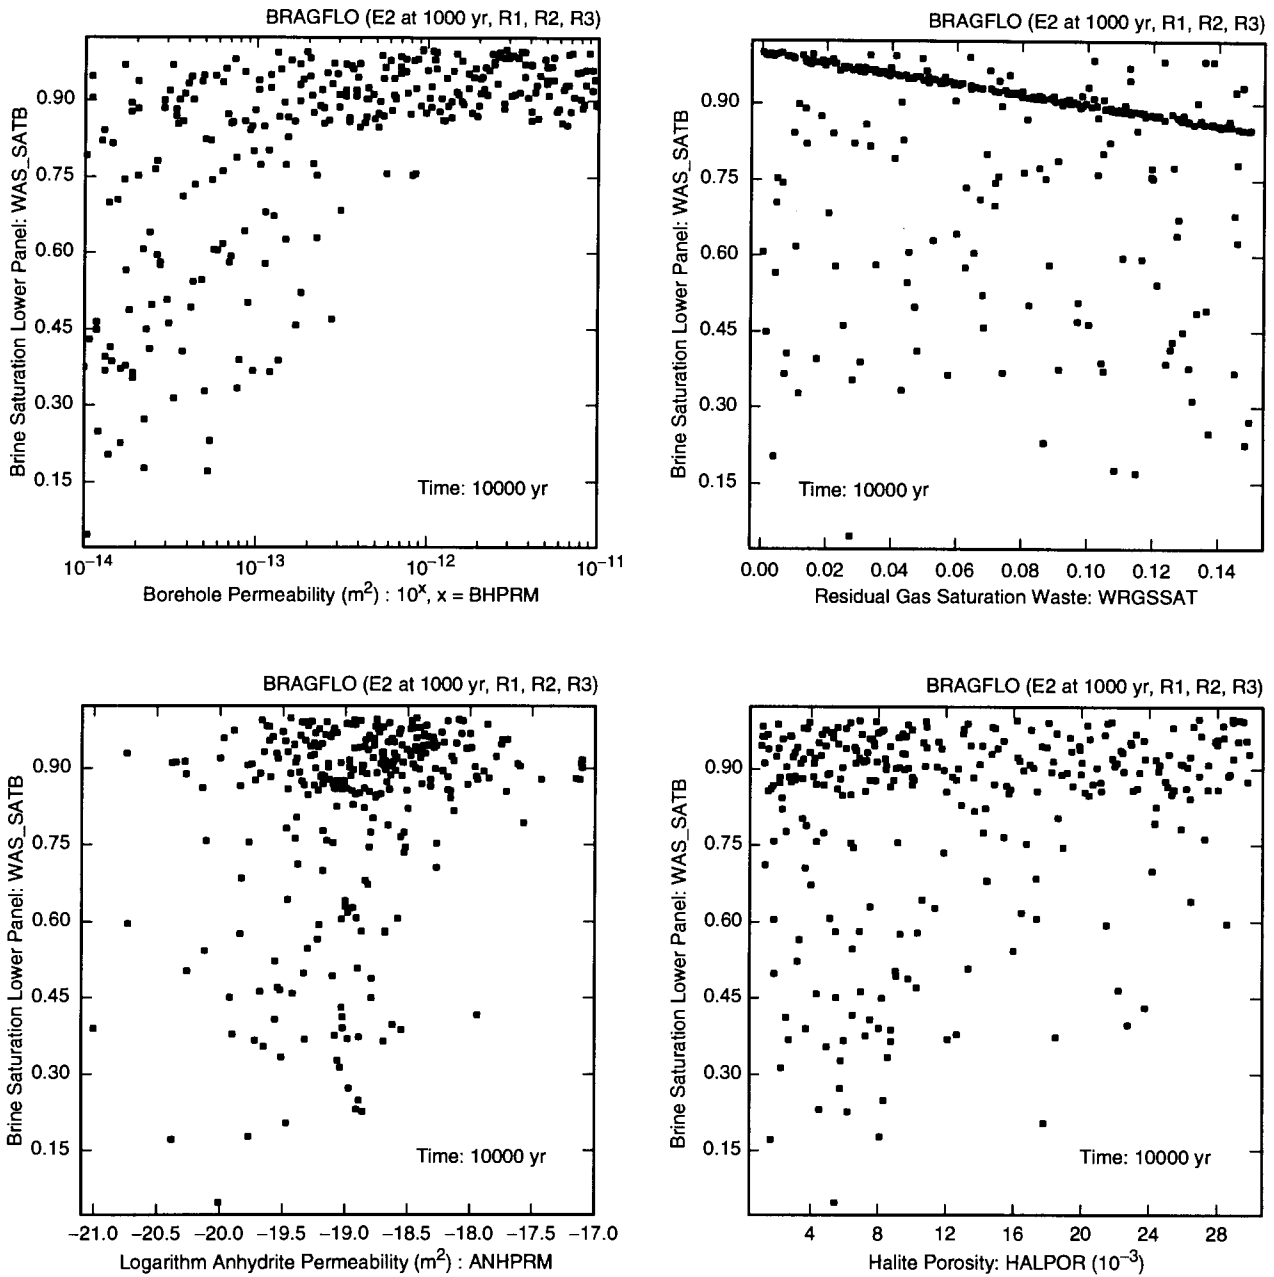 BRAGFLO (E2 at 1000 yr, R1, R2, R3)
Brine Saturation Lower Panel: WAS_SATB
0.90
0.75
0.60
0.45
0.30
0.15
Time: 10000 yr
10⁻¹⁴ 10⁻¹³ 10⁻¹² 10⁻¹¹
Borehole Permeability (m²) : 10ˣ, x = BHPRM
BRAGFLO (E2 at 1000 yr, R1, R2, R3)
Brine Saturation Lower Panel: WAS_SATB
0.90
0.75
0.60
0.45
0.30
0.15
Time: 10000 yr
0.00 0.02 0.04 0.06 0.08 0.10 0.12 0.14
Residual Gas Saturation Waste: WRGSSAT
BRAGFLO (E2 at 1000 yr, R1, R2, R3)
Brine Saturation Lower Panel: WAS_SATB
0.90
0.75
0.60
0.45
0.30
0.15
Time: 10000 yr
−21.0 −20.5 −20.0 −19.5 −19.0 −18.5 −18.0 −17.5 −17.0
Logarithm Anhydrite Permeability (m²) : ANHPRM
BRAGFLO (E2 at 1000 yr, R1, R2, R3)
Brine Saturation Lower Panel: WAS_SATB
0.90
0.75
0.60
0.45
0.30
0.15
Time: 10000 yr
4 8 12 16 20 24 28
Halite Porosity: HALPOR (10⁻³)